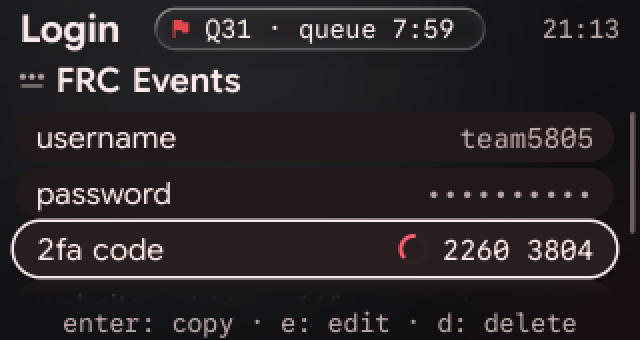 Login Q31 · queue 7:59 21:13
FRC Events
username team5805
password ••••••••••
2fa code 2260 3804
enter: copy · e: edit · d: delete